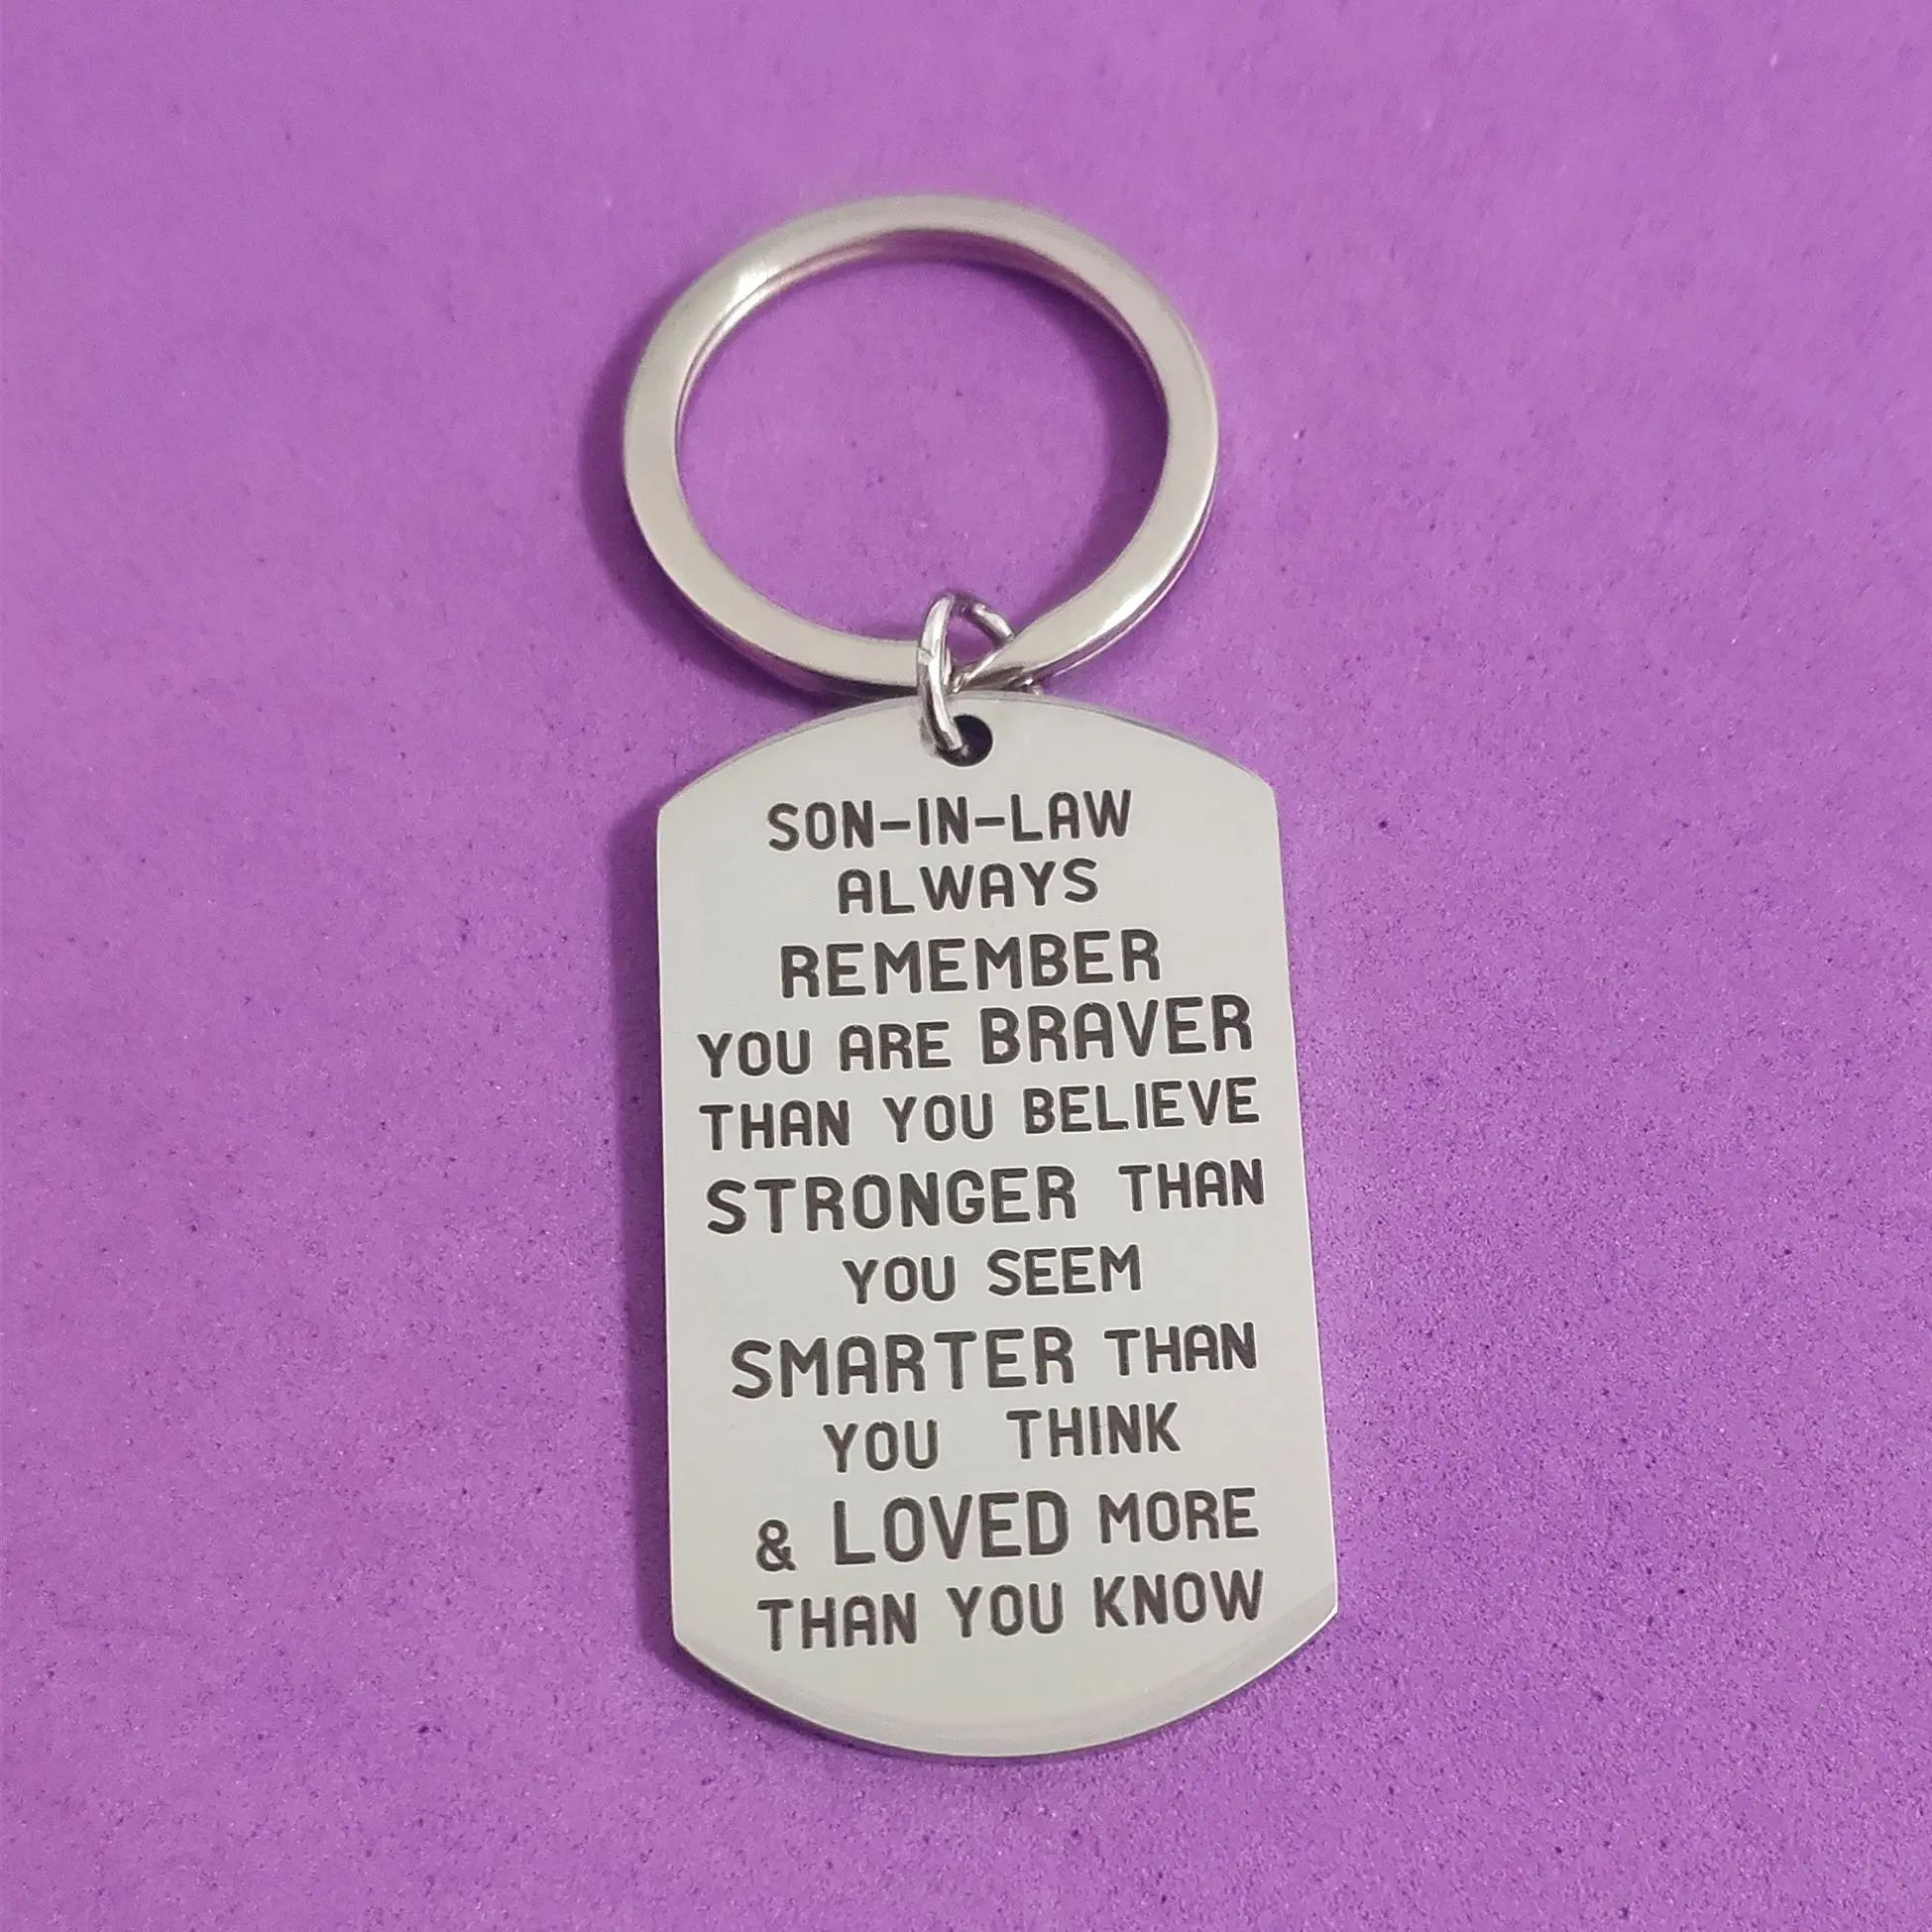 SON-IN-LAW
ALWAYS
REMEMBER
YOU ARE BRAVER
THAN YOU BELIEVE
STRONGER THAN
YOU SEEM
SMARTER THAN
YOU THINK
& LOVED MORE
THAN YOU KNOW